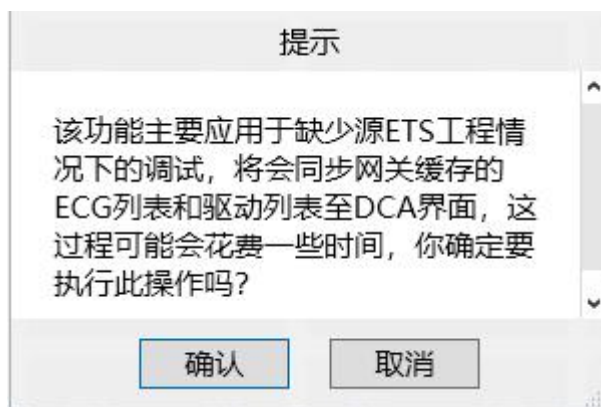 提示
该功能主要应用于缺少源ETS工程情
况下的调试，将会同步网关缓存的
ECG列表和驱动列表至DCA界面，这
过程可能会花费一些时间，你确定要
执行此操作吗？
确认
取消